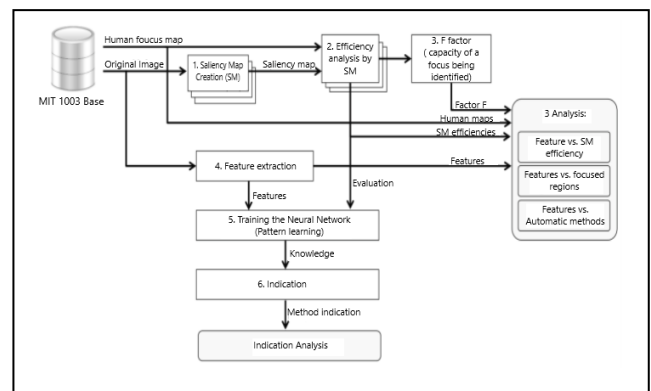 Human foucus map
Original Image
MIT 1003 Base
1. Saliency Map
Creation (SM)
Saliency map
2. Efficiency
analysis by
SM
3. F factor
( capacity of a
focus being
identified)
Factor F
Human maps
SM efficiencies
Features
3 Analysis:
Feature vs. SM
efficiency
Features vs. focused
regions
Features vs.
Automatic methods
4. Feature extraction
Features
Evaluation
5. Training the Neural Network
(Pattern learning)
Knowledge
6. Indication
Method indication
Indication Analysis